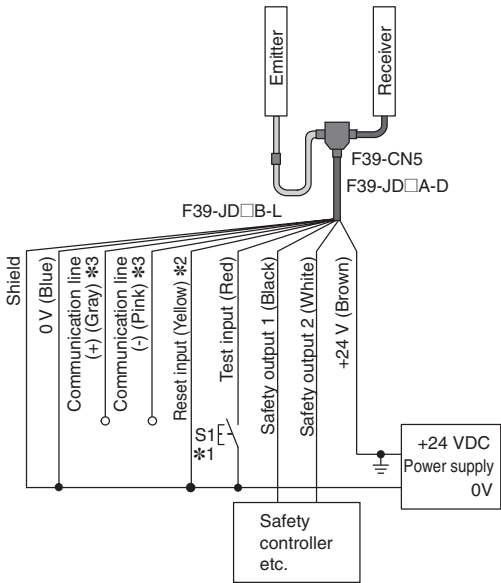 Emitter
Receiver
F39-CN5
F39-JD□A-D
F39-JD□B-L
Shield
0 V (Blue)
Communication line
(+) (Gray) *3
Communication line
(-) (Pink) *3
Reset input (Yellow) *2
Test input (Red)
Safety output 1 (Black)
Safety output 2 (White)
+24 V (Brown)
S1
*1
+24 VDC
Power supply
0V
Safety
controller
etc.